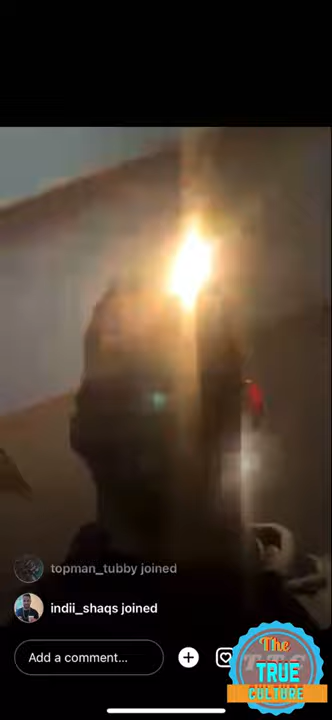 topman_tubby joined
indii_shaqs joined
Add a comment...
The
TRUE
CULTURE